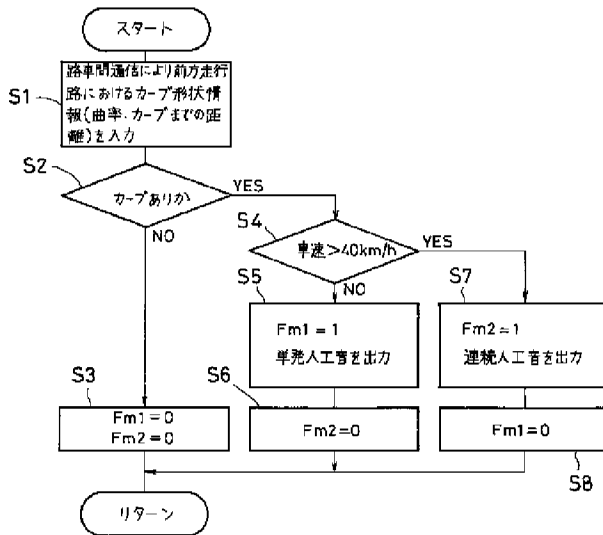 スタート
S1
路車間通信により前方走行
路におけるカーブ形状情
報(曲率、カーブまでの距
離)を入力
S2
カーブありか
YES
NO
S4
車速>40km/h
YES
NO
S5
Fm1=1
単発人工音を出力
S7
Fm2=1
連続人工音を出力
S3
Fm1=0
Fm2=0
S6
Fm2=0
Fm1=0
S8
リターン